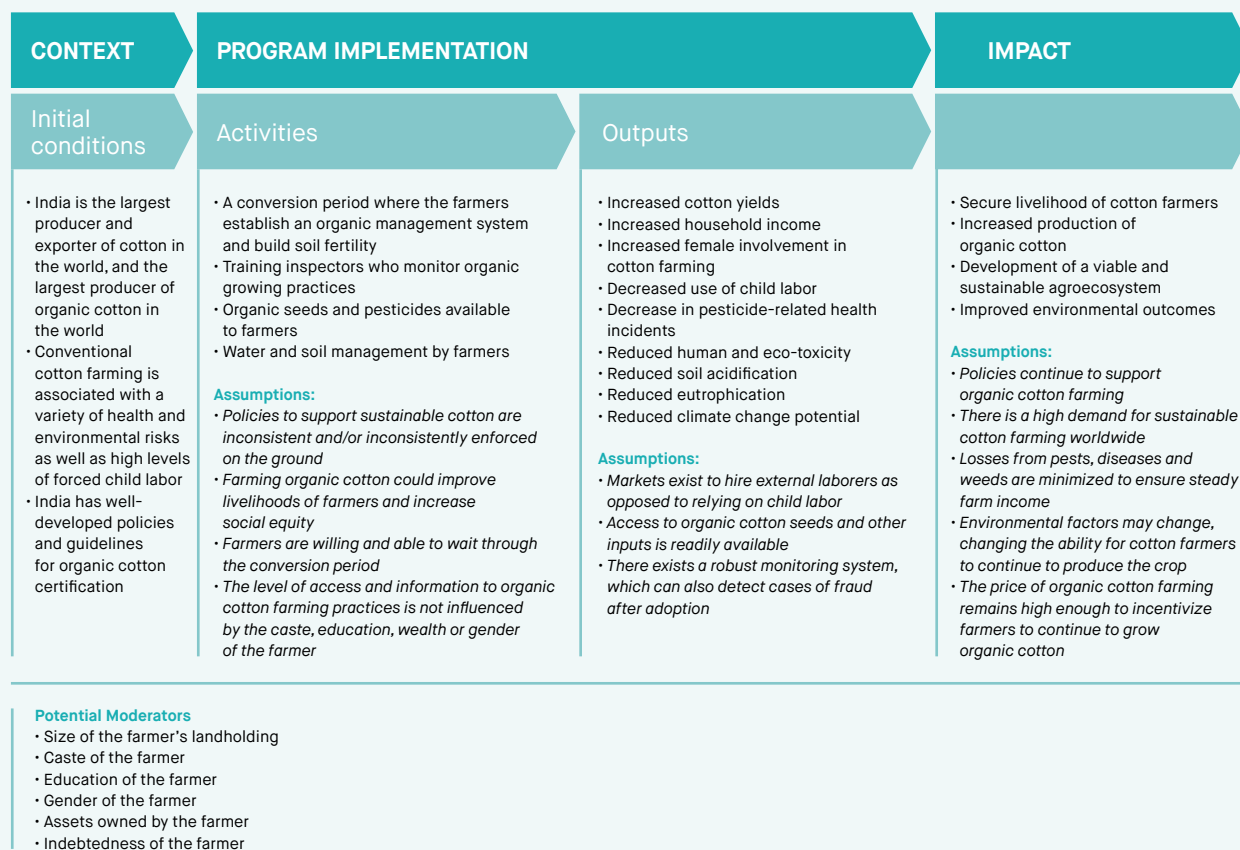 CONTEXT
PROGRAM IMPLEMENTATION
IMPACT
Initial
conditions
Activities
Outputs
• India is the largest
producer and
exporter of cotton in
the world, and the
largest producer of
organic cotton in
the world
• Conventional
cotton farming is
associated with a
variety of health and
environmental risks
as well as high levels
of forced child labor
• India has well-
developed policies
and guidelines
for organic cotton
certification
• A conversion period where the farmers
establish an organic management system
and build soil fertility
• Training inspectors who monitor organic
growing practices
• Organic seeds and pesticides available
to farmers
• Water and soil management by farmers
Assumptions:
• Policies to support sustainable cotton are
inconsistent and/or inconsistently enforced
on the ground
• Farming organic cotton could improve
livelihoods of farmers and increase
social equity
• Farmers are willing and able to wait through
the conversion period
• The level of access and information to organic
cotton farming practices is not influenced
by the caste, education, wealth or gender
of the farmer
• Increased cotton yields
• Increased household income
• Increased female involvement in
cotton farming
• Decreased use of child labor
• Decrease in pesticide-related health
incidents
• Reduced human and eco-toxicity
• Reduced soil acidification
• Reduced eutrophication
• Reduced climate change potential
Assumptions:
• Markets exist to hire external laborers as
opposed to relying on child labor
• Access to organic cotton seeds and other
inputs is readily available
• There exists a robust monitoring system,
which can also detect cases of fraud
after adoption
• Secure livelihood of cotton farmers
• Increased production of
organic cotton
• Development of a viable and
sustainable agroecosystem
• Improved environmental outcomes
Assumptions:
• Policies continue to support
organic cotton farming
• There is a high demand for sustainable
cotton farming worldwide
• Losses from pests, diseases and
weeds are minimized to ensure steady
farm income
• Environmental factors may change,
changing the ability for cotton farmers
to continue to produce the crop
• The price of organic cotton farming
remains high enough to incentivize
farmers to continue to grow
organic cotton
Potential Moderators
• Size of the farmer's landholding
• Caste of the farmer
• Education of the farmer
• Gender of the farmer
• Assets owned by the farmer
• Indebtedness of the farmer